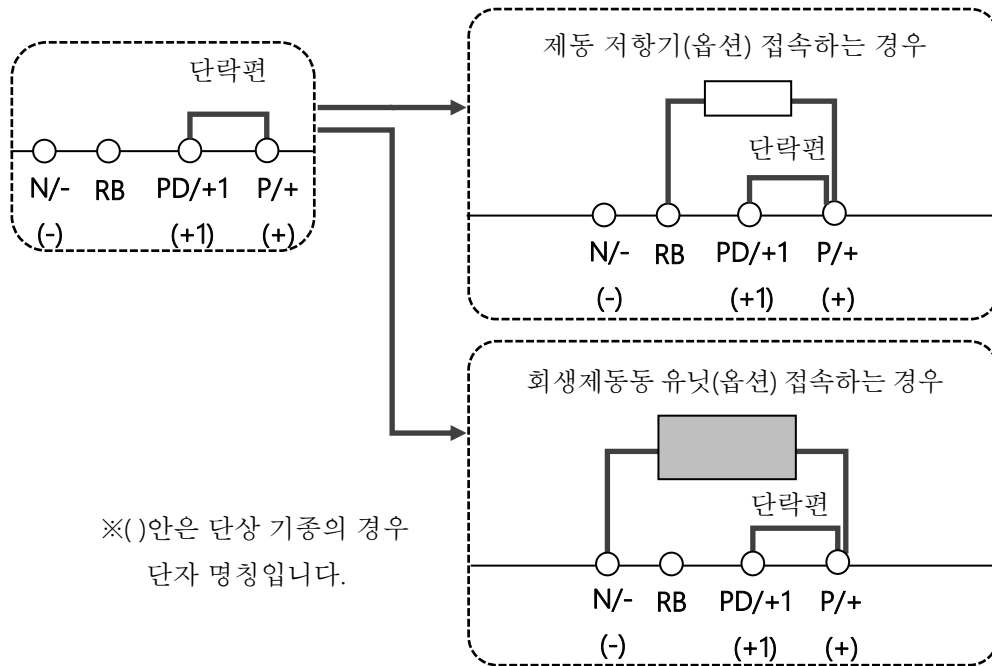 단락편
N/- RB PD/+1 P/+
(-) (+1) (+)
제동 저항기(옵션) 접속하는 경우
단락편
N/- RB PD/+1 P/+
(-) (+1) (+)
회생제동동 유닛(옵션) 접속하는 경우
단락편
N/- RB PD/+1 P/+
(-) (+1) (+)
※( )안은 단상 기종의 경우
단자 명칭입니다.